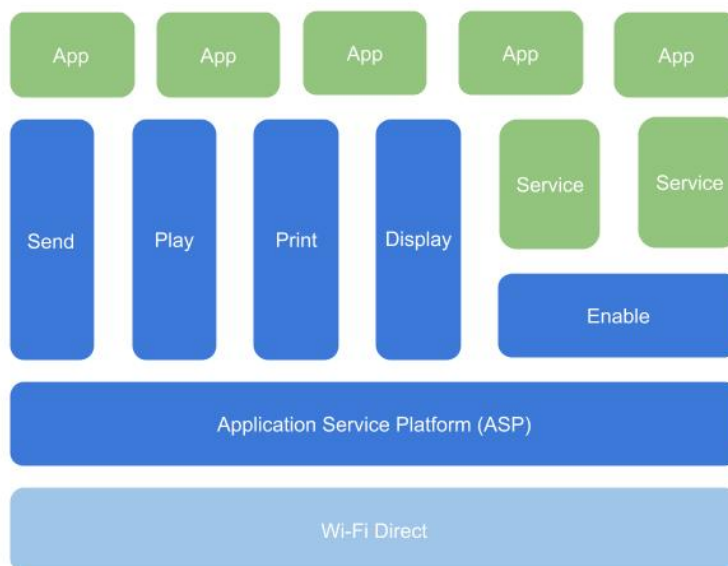 App
App
App
App
App
Send
Play
Print
Display
Service
Service
Enable
Application Service Platform (ASP)
Wi-Fi Direct